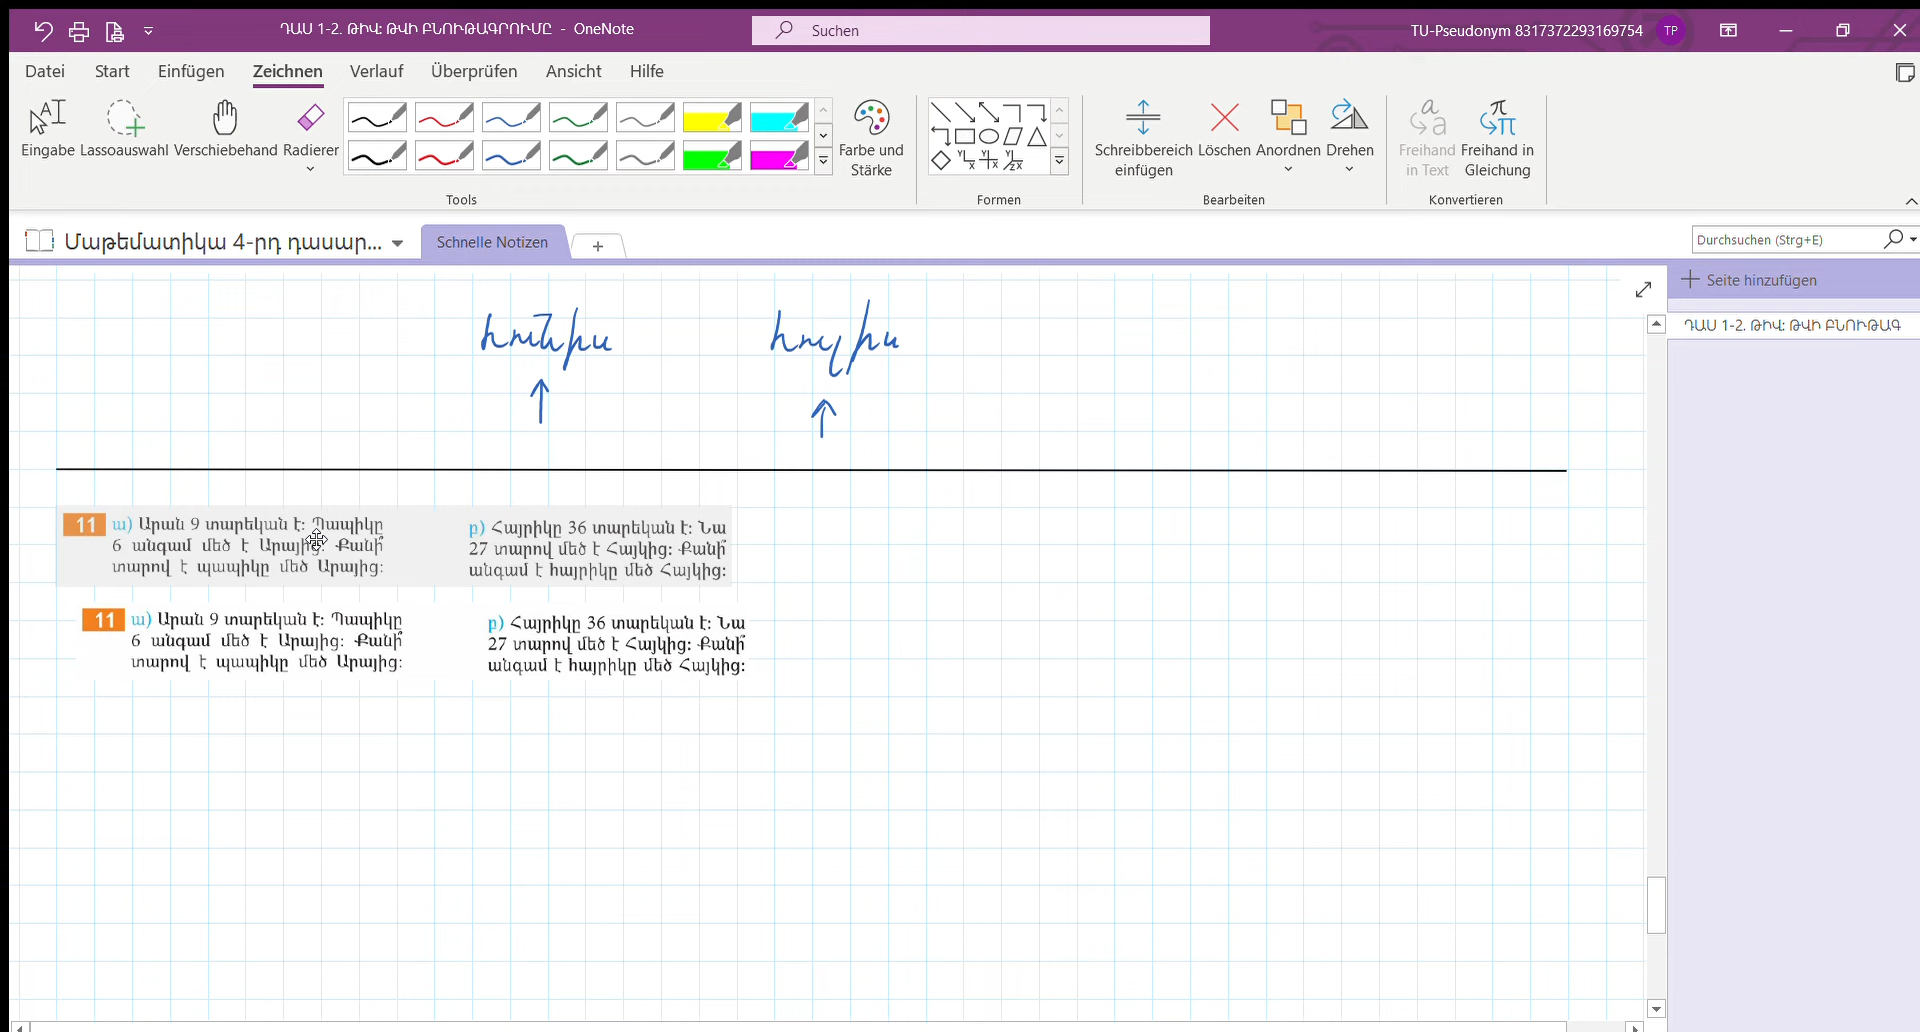 ԴԱՍ 1-2. ԹԻՎ: ԹՎԻ ԲՆՈՒԹԱԳՐՈՒՄԸ - OneNote
Suchen
TU-Pseudonym 8317372293169754
TP
Datei Start Einfügen Zeichnen Verlauf Überprüfen Ansicht Hilfe
Eingabe Lassoauswahl Verschiebehand Radierer
Farbe und Stärke
Schreibbereich einfügen
Löschen Anordnen Drehen
Freihand in Text
Freihand in Gleichung
Tools Formen Bearbeiten Konvertieren
Մաթեմատիկա 4-րդ դասար...
Schnelle Notizen
Durchsuchen (Strg+E)
Seite hinzufügen
ԴԱՍ 1-2. ԹԻՎ: ԹՎԻ ԲՆՈՒԹԱԳ
հունիս հուլիս
11 ա) Արան 9 տարեկան է: Պապիկը
6 անգամ մեծ է Արայից: Քանի՞
տարով է պապիկը մեծ Արայից:
բ) Հայրիկը 36 տարեկան է: Նա
27 տարով մեծ է Հայկից: Քանի՞
անգամ է հայրիկը մեծ Հայկից:
11 ա) Արան 9 տարեկան է: Պապիկը
6 անգամ մեծ է Արայից: Քանի՞
տարով է պապիկը մեծ Արայից:
բ) Հայրիկը 36 տարեկան է: Նա
27 տարով մեծ է Հայկից: Քանի՞
անգամ է հայրիկը մեծ Հայկից: